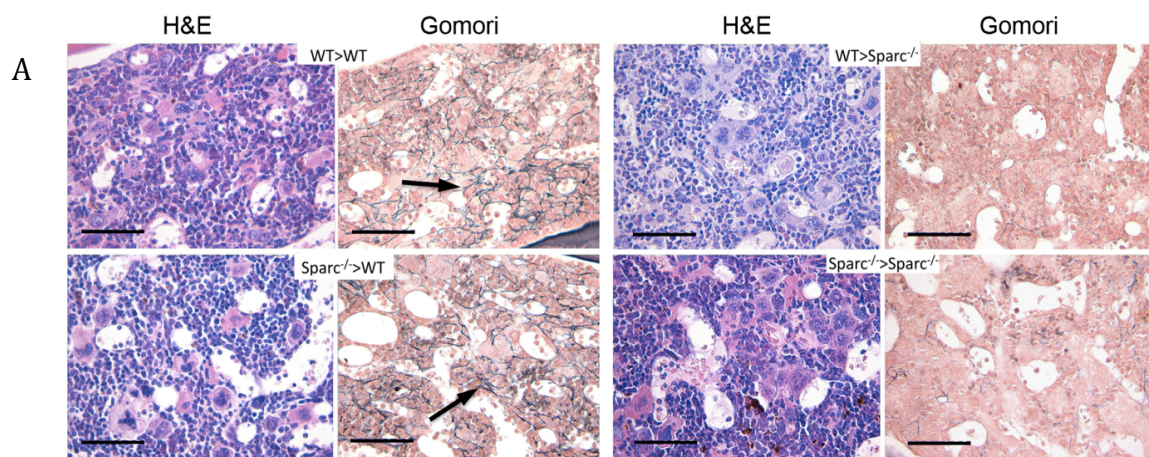 H&E Gomori H&E Gomori
A
WT>WT WT>Sparc-/-
Sparc-/->WT Sparc-/->Sparc-/-